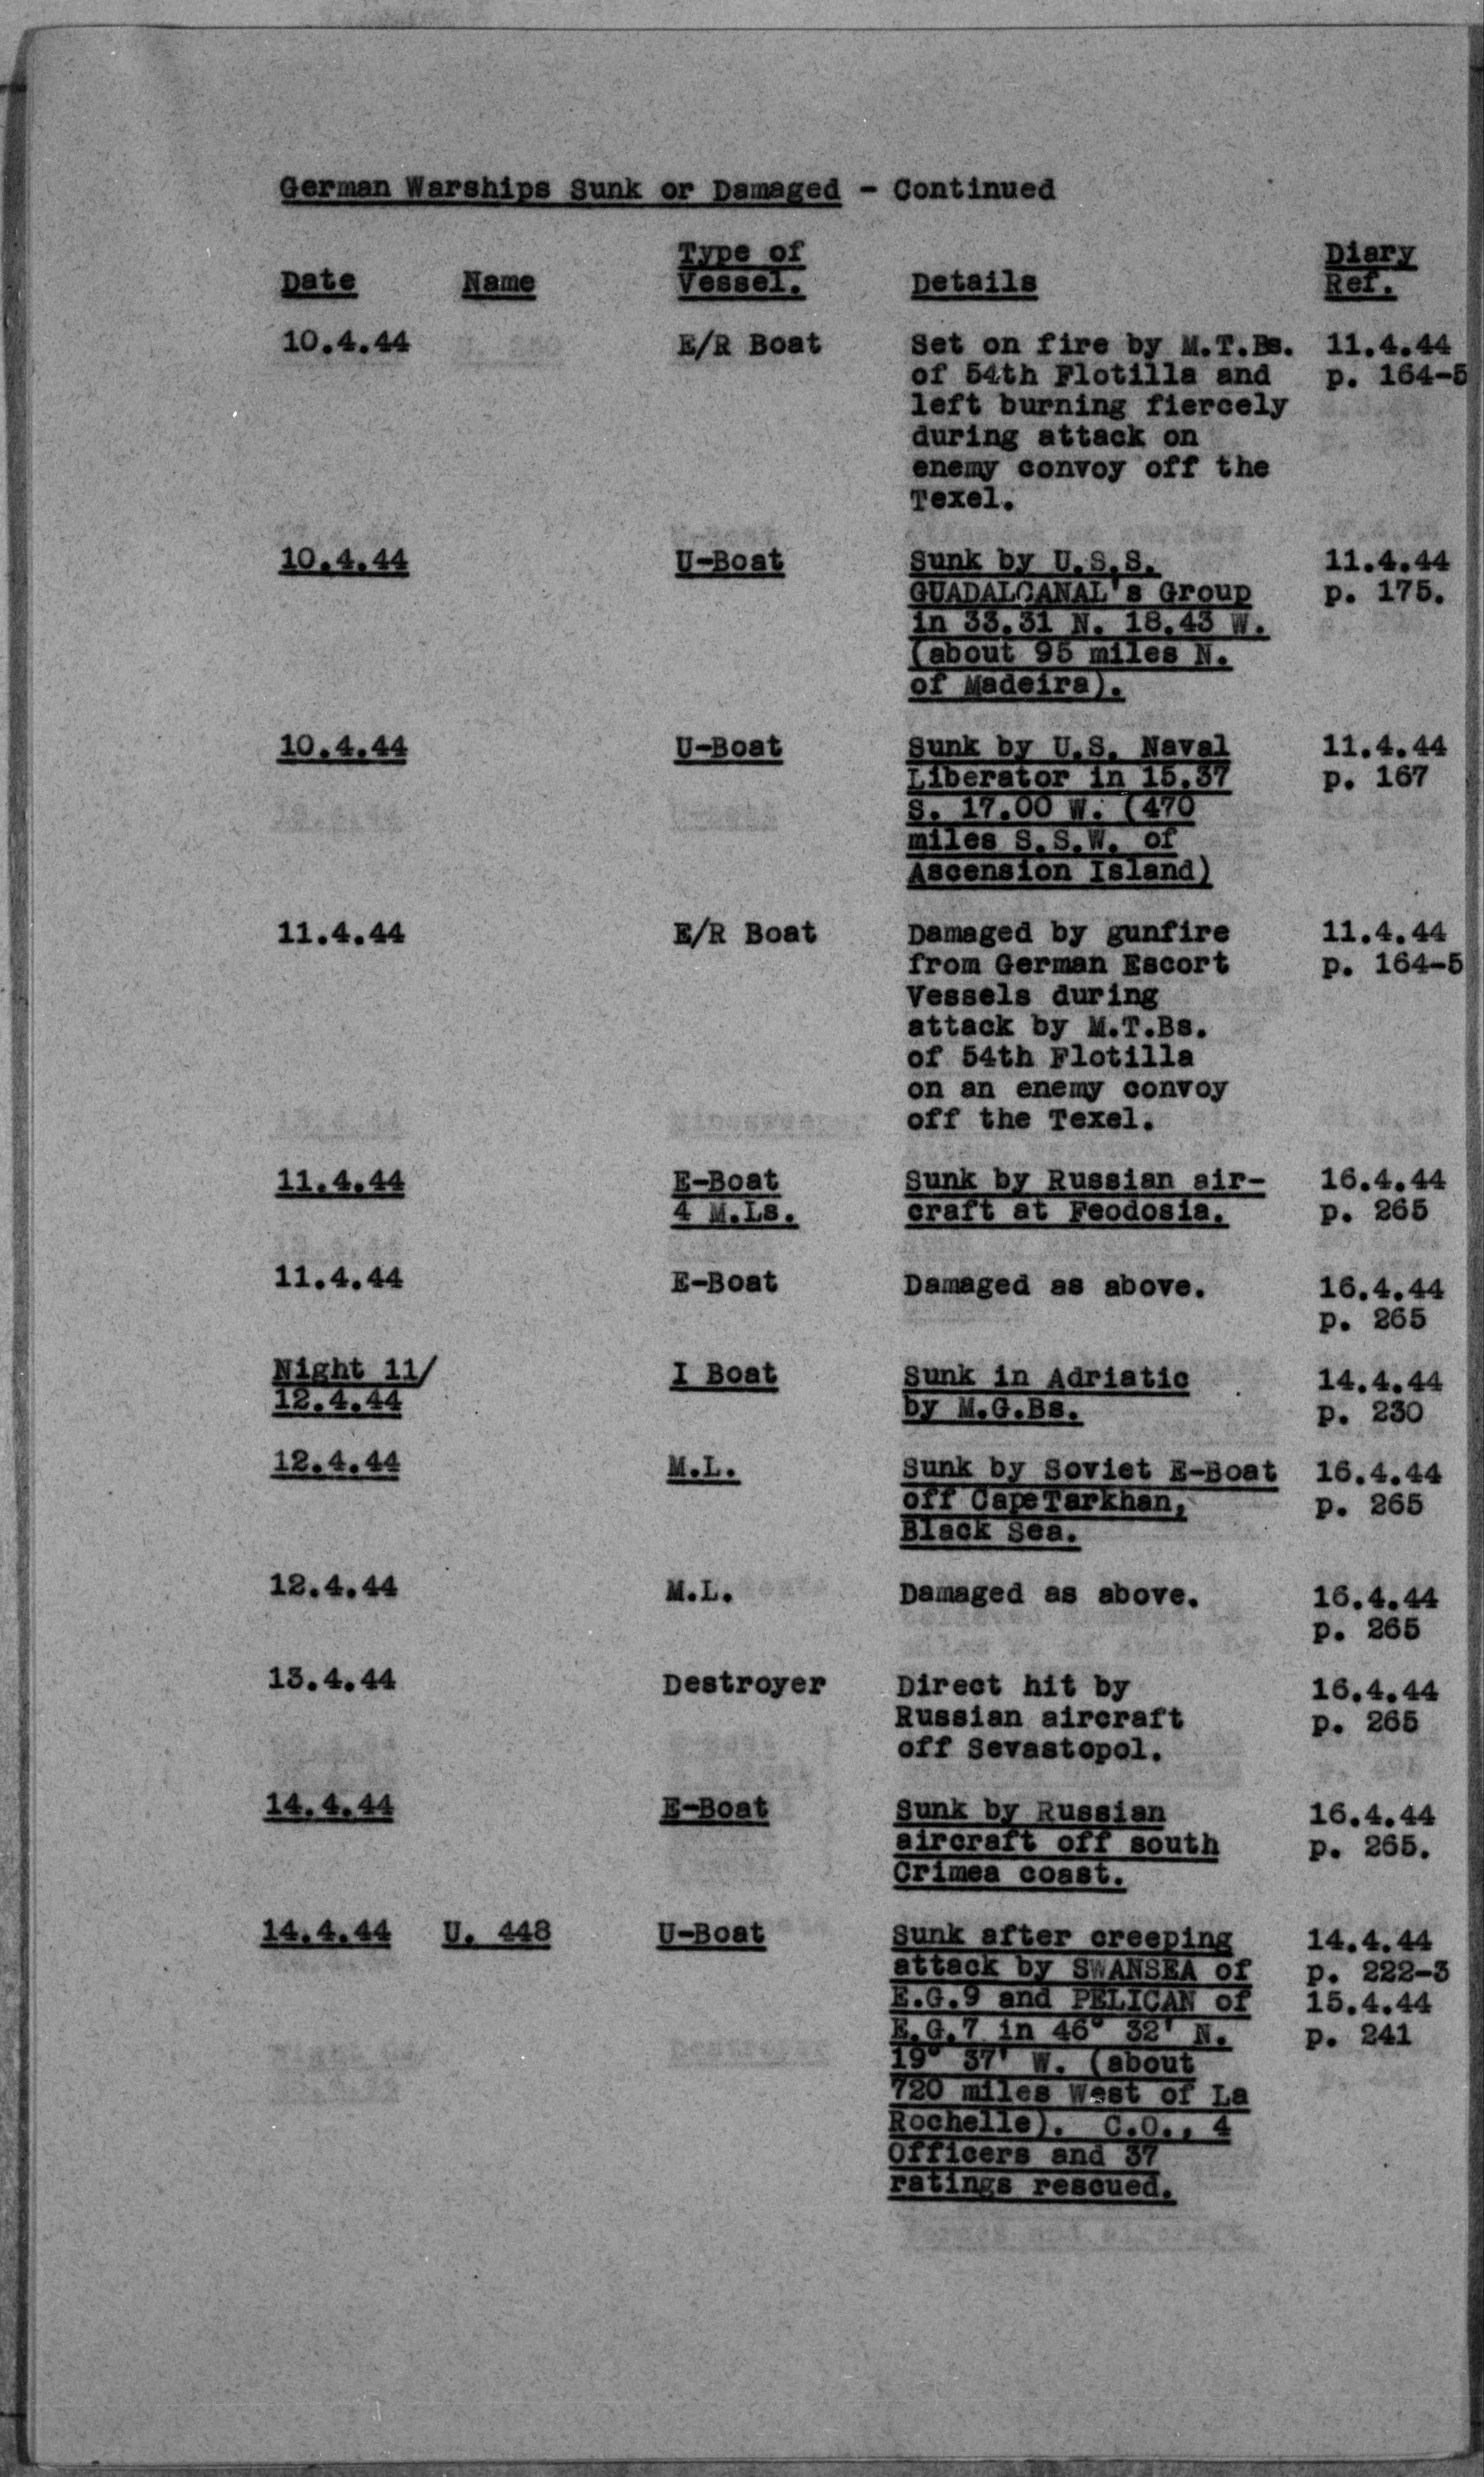 German Warships Sunk or Damaged - Continued
Date Name Type of Vessel. Details Diary Ref.
10.4.44 E/R Boat Set on fire by M.T.Bs. 11.4.44
of 54th Flotilla and p. 164-5
left burning fiercely
during attack on
enemy convoy off the
Texel.
10.4.44 U-Boat Sunk by U.S.S. 11.4.44
GUADALCANAL's Group p. 175.
in 33.31 N. 18.43 W.
(about 95 miles N.
of Madeira).
10.4.44 U-Boat Sunk by U.S. Naval 11.4.44
Liberator in 15.37 p. 167
S. 17.00 W. (470
miles S.S.W. of
Ascension Island)
11.4.44 E/R Boat Damaged by gunfire 11.4.44
from German Escort p. 164-5
Vessels during
attack by M.T.Bs.
of 54th Flotilla
on an enemy convoy
off the Texel.
11.4.44 E-Boat Sunk by Russian air- 16.4.44
4 M.Ls. craft at Feodosia. p. 265
11.4.44 E-Boat Damaged as above. 16.4.44
p. 265
Night 11/ I Boat Sunk in Adriatic 14.4.44
12.4.44 by M.G.Bs. p. 230
12.4.44 M.L. Sunk by Soviet E-Boat 16.4.44
off Cape Tarkhan, p. 265
Black Sea.
12.4.44 M.L. Damaged as above. 16.4.44
p. 265
13.4.44 Destroyer Direct hit by 16.4.44
Russian aircraft p. 265
off Sevastopol.
14.4.44 E-Boat Sunk by Russian 16.4.44
aircraft off south p. 265.
Crimea coast.
14.4.44 U. 448 U-Boat Sunk after creeping 14.4.44
attack by SWANSEA of p. 222-3
E.G.9 and PELICAN of 15.4.44
E.G.7 in 46° 32' N. p. 241
19° 37' W. (about
720 miles West of La
Rochelle). C.O., 4
Officers and 37
ratings rescued.